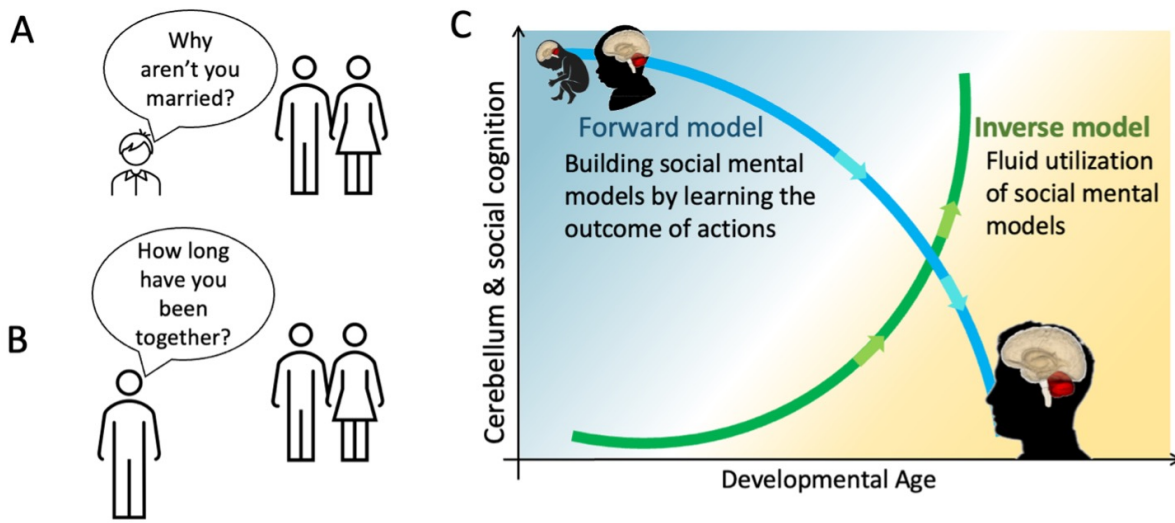 A
Why
aren't you
married?
B
How long
have you
been
together?
C
Cerebellum & social cognition
Forward model
Building social mental
models by learning the
outcome of actions
Inverse model
Fluid utilization
of social mental
models
Developmental Age